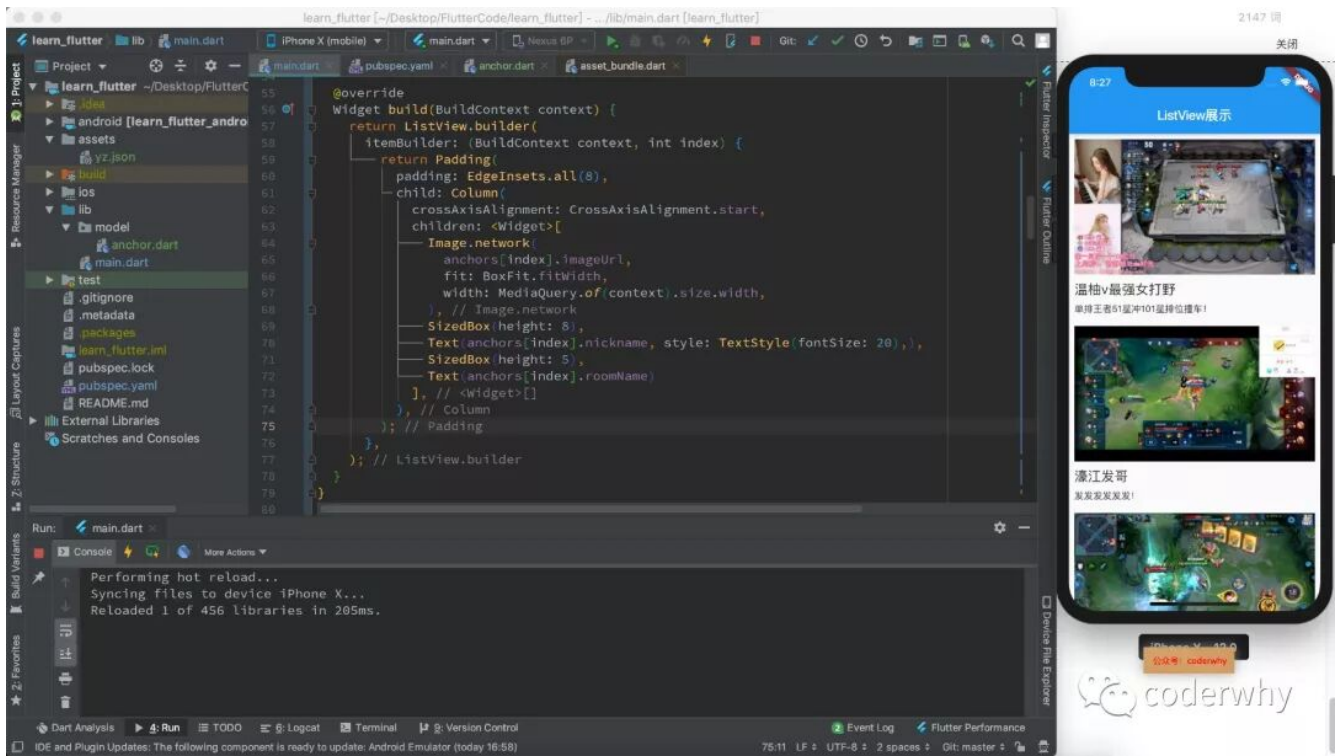 learn_flutter [~/Desktop/FlutterCode/learn_flutter] - .../lib/main.dart [learn_flutter]
2147 词
关闭
learn_flutter lib main.dart iPhone X (mobile) main.dart Nexus 6P Git:
Project main.dart pubspec.yaml anchor.dart asset_bundle.dart
1: Project
Resource Manager
Layout Captures
Z: Structure
Build Variants
2: Favorites
learn_flutter ~/Desktop/FlutterC
.idea
android [learn_flutter_andro
assets
yz.json
build
ios
lib
model
anchor.dart
main.dart
test
.gitignore
.metadata
.packages
learn_flutter.iml
pubspec.lock
pubspec.yaml
README.md
External Libraries
Scratches and Consoles
55 @override
56 Widget build(BuildContext context) {
57 return ListView.builder(
58 itemBuilder: (BuildContext context, int index) {
59 return Padding(
60 padding: EdgeInsets.all(8),
61 child: Column(
62 crossAxisAlignment: CrossAxisAlignment.start,
63 children: <Widget>[
64 Image.network(
65 anchors[index].imageUrl,
66 fit: BoxFit.fitWidth,
67 width: MediaQuery.of(context).size.width,
68 ), // Image.network
69 SizedBox(height: 8),
70 Text(anchors[index].nickname, style: TextStyle(fontSize: 20),),
71 SizedBox(height: 5),
72 Text(anchors[index].roomName)
73 ], // <Widget>[]
74 ), // Column
75 ); // Padding
76 },
77 ); // ListView.builder
78 }
79 }
80
Flutter Inspector
Flutter Outline
Device File Explorer
Run: main.dart
Console More Actions
Performing hot reload...
Syncing files to device iPhone X...
Reloaded 1 of 456 libraries in 205ms.
Dart Analysis 4: Run TODO 6: Logcat Terminal 9: Version Control 2 Event Log Flutter Performance
IDE and Plugin Updates: The following component is ready to update: Android Emulator (today 16:58) 75:11 LF UTF-8 2 spaces Git: master
8:27
ListView展示
温柚v最强女打野
单排王者51星冲101星排位撞车!
濠江发哥
发发发发发发!
公众号: coderwhy
coderwhy